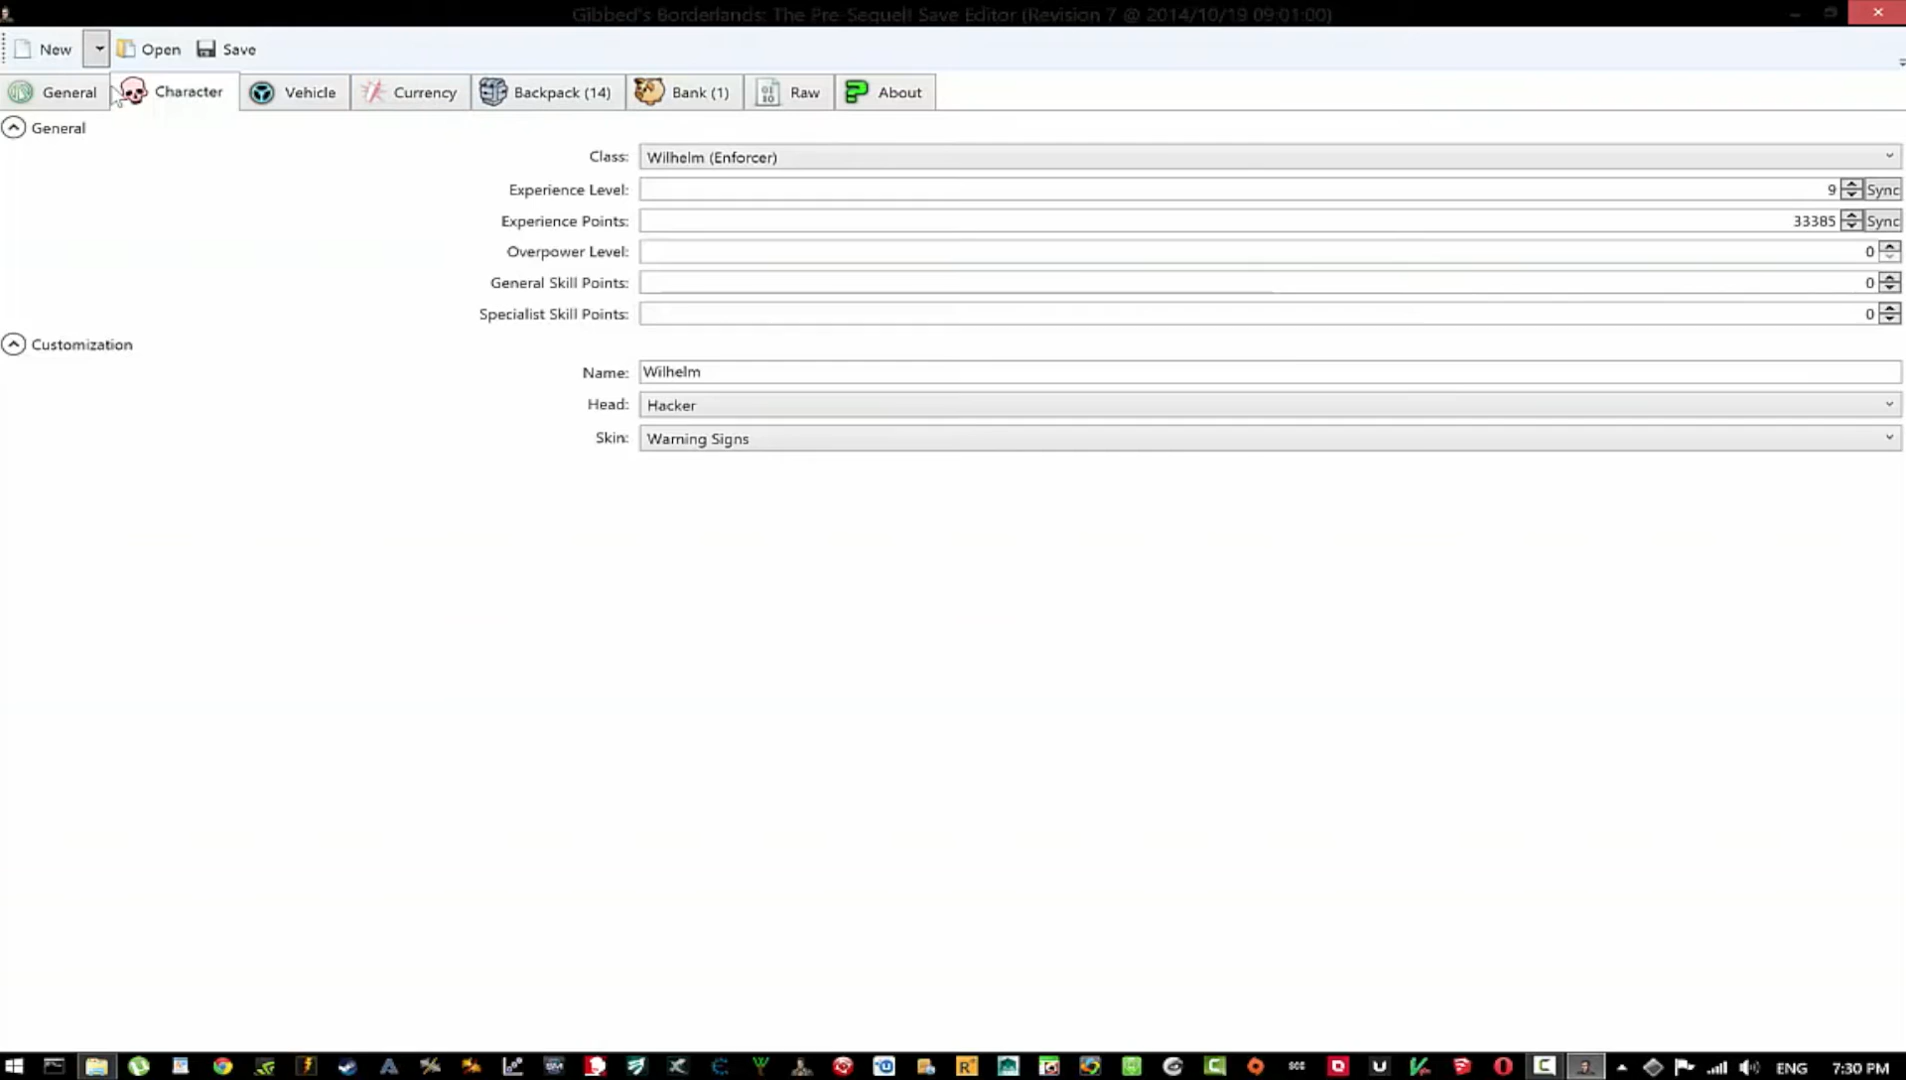 Gibbed's Borderlands: The Pre-Sequel! Save Editor (Revision 7 @ 2014/10/19 09:01:00)
New Open Save
General Character Vehicle Currency Backpack (14) Bank (1) Raw About
General
Class: Wilhelm (Enforcer)
Experience Level: 9 Sync
Experience Points: 33385 Sync
Overpower Level: 0
General Skill Points: 0
Specialist Skill Points: 0
Customization
Name: Wilhelm
Head: Hacker
Skin: Warning Signs
ENG 7:30 PM